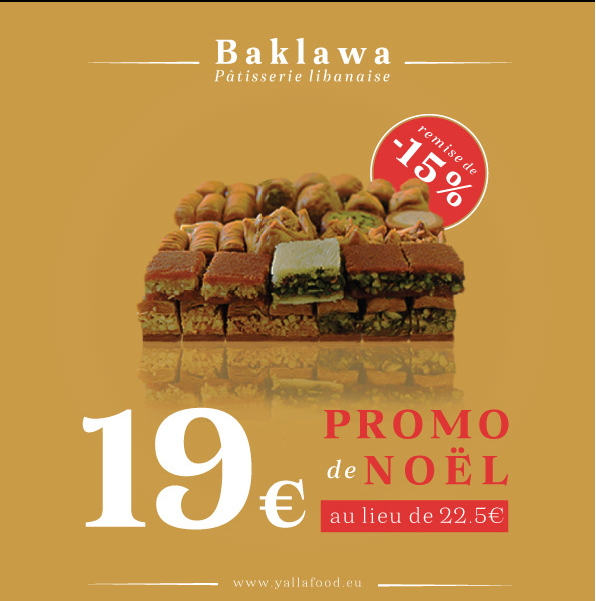 Baklawa
Pâtisserie libanaise
remise de
-15%
19€
PROMO
de NOËL
au lieu de 22.5€
www.yallafood.eu